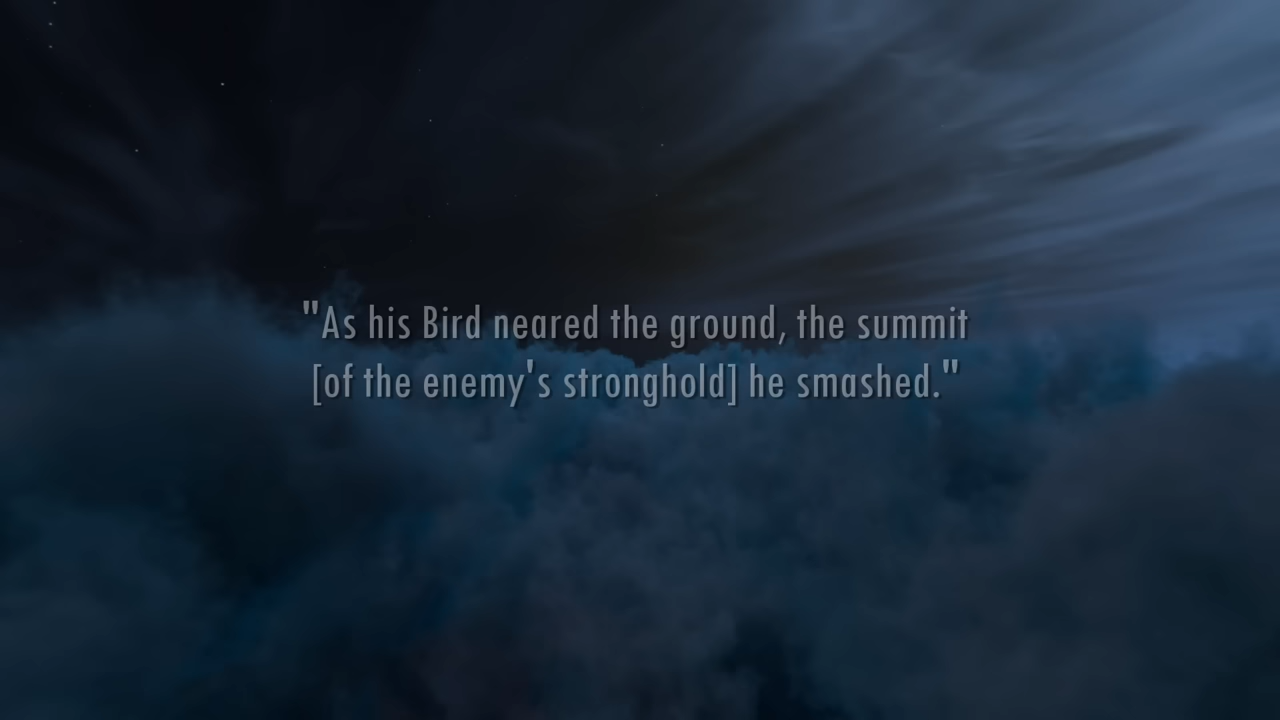 "As his Bird neared the ground, the summit
[of the enemy's stronghold] he smashed."